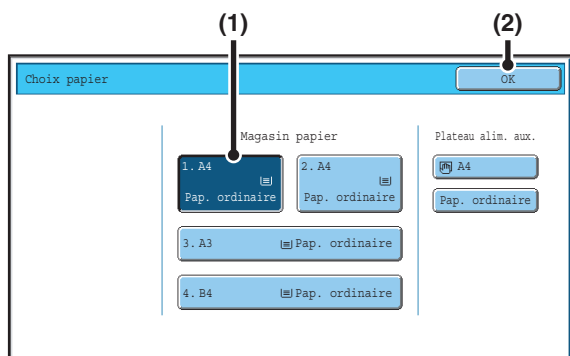 (1) (2)
Choix papier OK
Magasin papier Plateau alim. aux.
1. A4 2. A4 A4
Pap. ordinaire Pap. ordinaire Pap. ordinaire
3. A3 Pap. ordinaire
4. B4 Pap. ordinaire